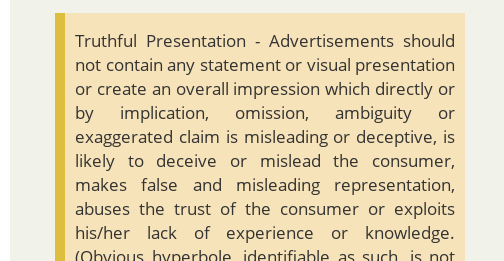 Truthful Presentation - Advertisements should
not contain any statement or visual presentation
or create an overall impression which directly or
by implication, omission, ambiguity or
exaggerated claim is misleading or deceptive, is
likely to deceive or mislead the consumer,
makes false and misleading representation,
abuses the trust of the consumer or exploits
his/her lack of experience or knowledge.
(Obvious hyperbole, identifiable as such, is not